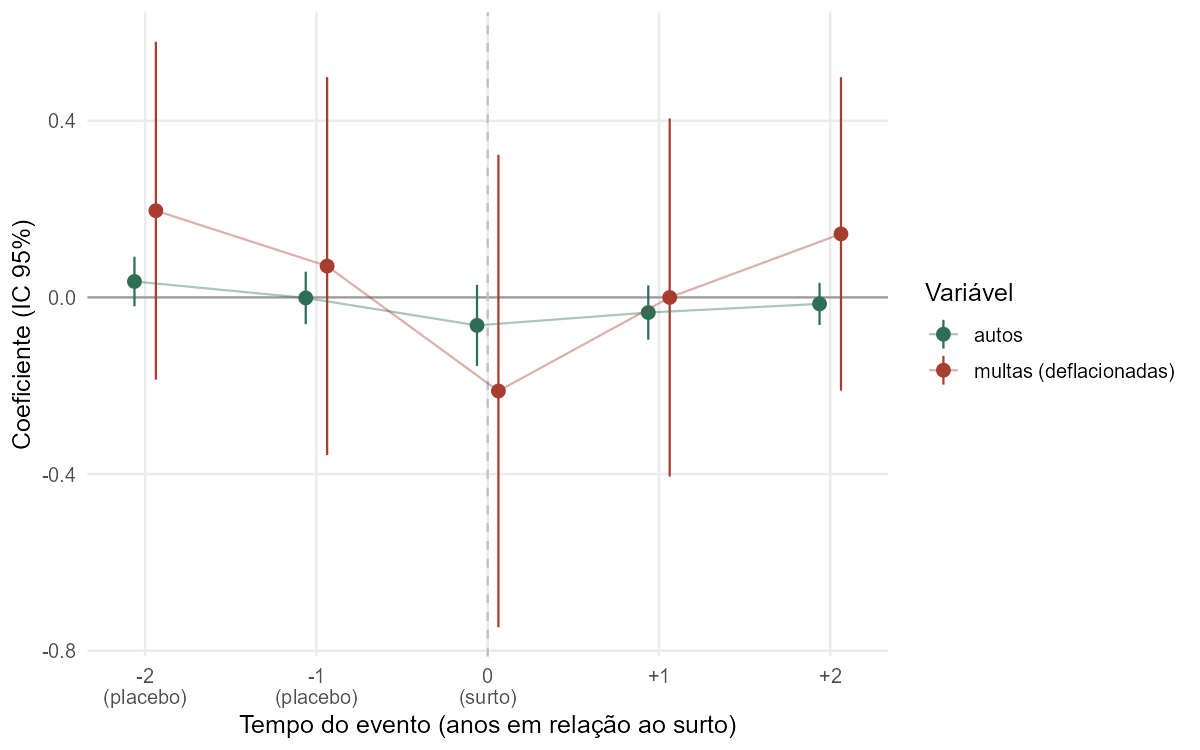 Coeficiente (IC 95%)
0.4
0.0
-0.4
-0.8
-2
(placebo)
-1
(placebo)
0
(surto)
+1
+2
Tempo do evento (anos em relação ao surto)
Variável
autos
multas (deflacionadas)